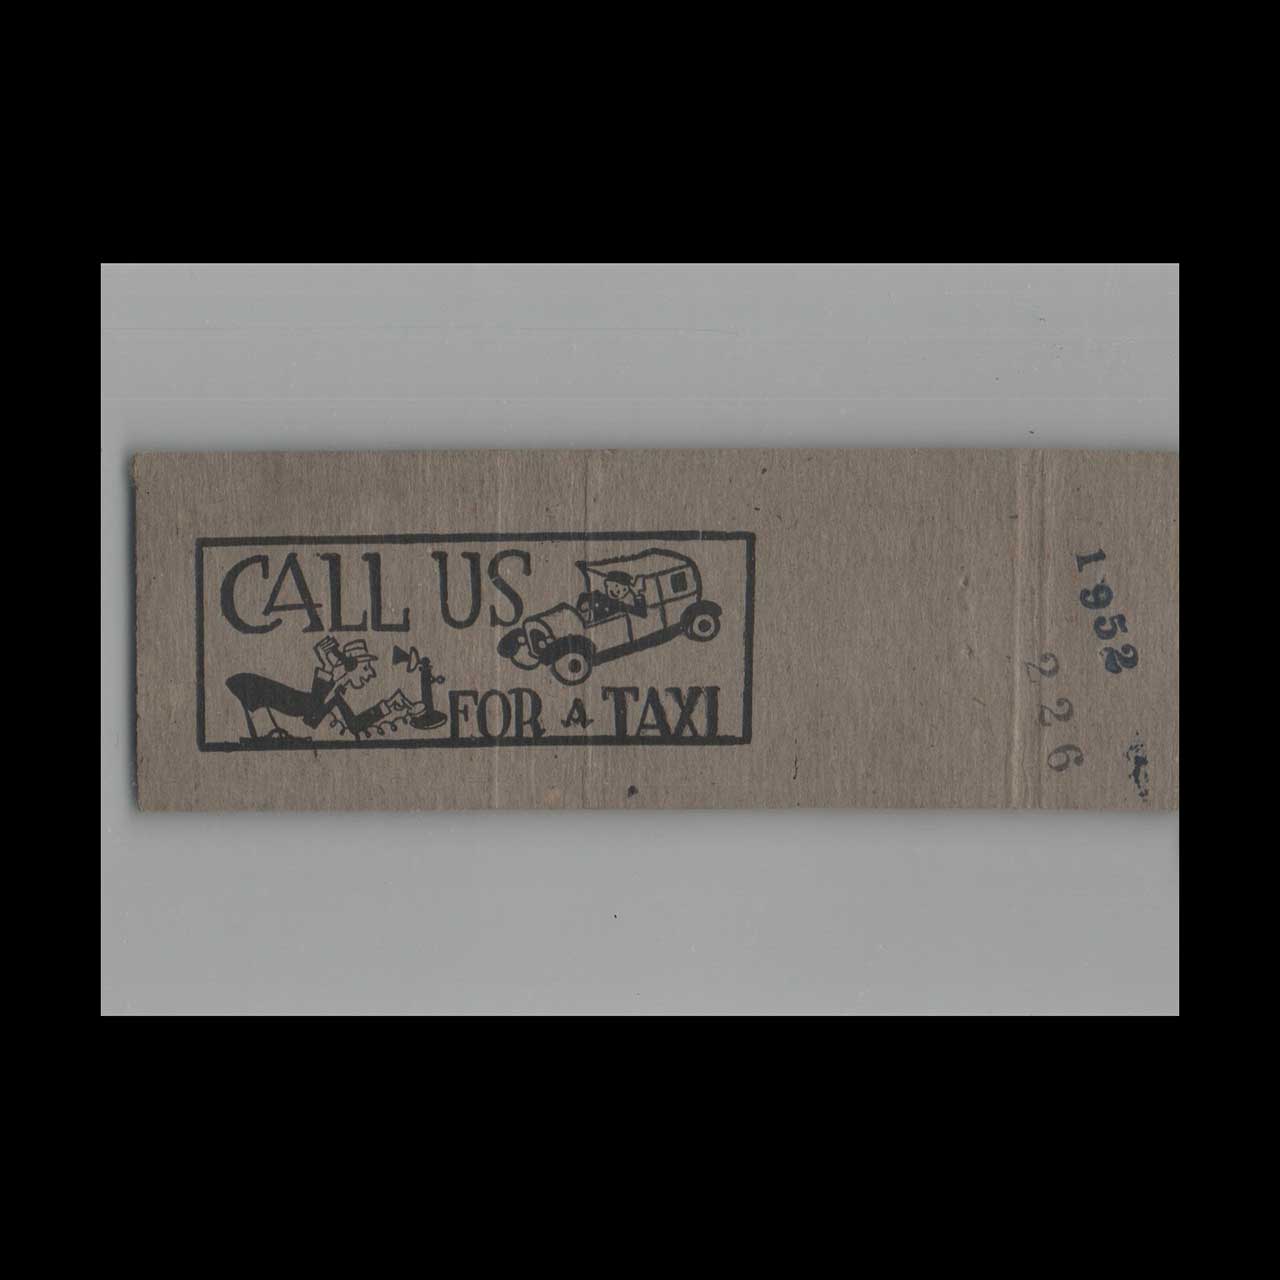 CALL US
FOR A TAXI
1952
226